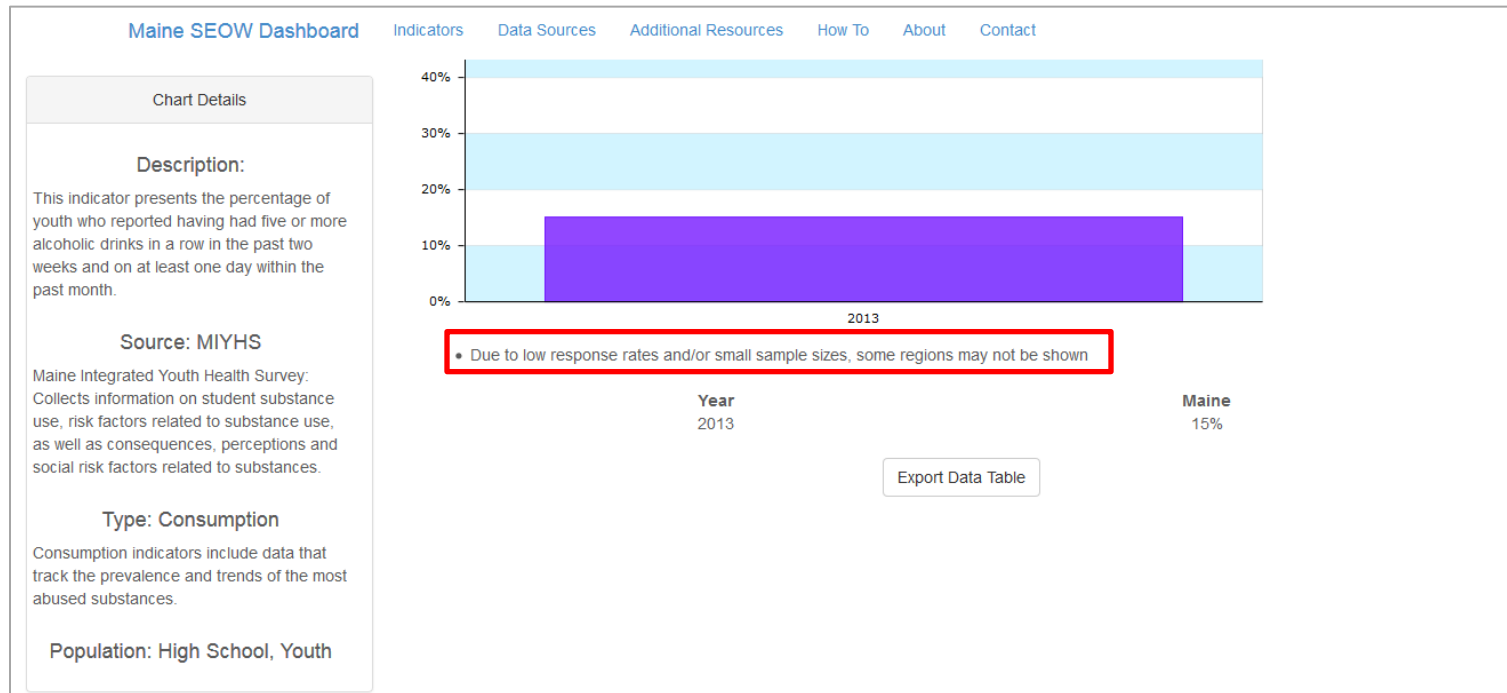 Maine SEOW Dashboard Indicators Data Sources Additional Resources How To About Contact
Chart Details
Description:
This indicator presents the percentage of
youth who reported having had five or more
alcoholic drinks in a row in the past two
weeks and on at least one day within the
past month.
Source: MIYHS
Maine Integrated Youth Health Survey:
Collects information on student substance
use, risk factors related to substance use,
as well as consequences, perceptions and
social risk factors related to substances.
Type: Consumption
Consumption indicators include data that
track the prevalence and trends of the most
abused substances.
Population: High School, Youth
40%
30%
20%
10%
0%
2013
• Due to low response rates and/or small sample sizes, some regions may not be shown
Year Maine
2013 15%
Export Data Table